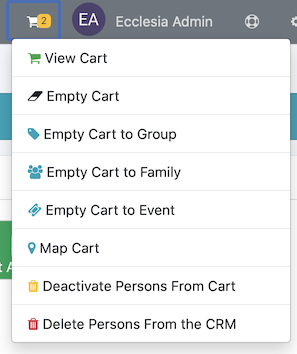 2
EA
Ecclesia Admin
View Cart
Empty Cart
Empty Cart to Group
Empty Cart to Family
Empty Cart to Event
Map Cart
Deactivate Persons From Cart
Delete Persons From the CRM